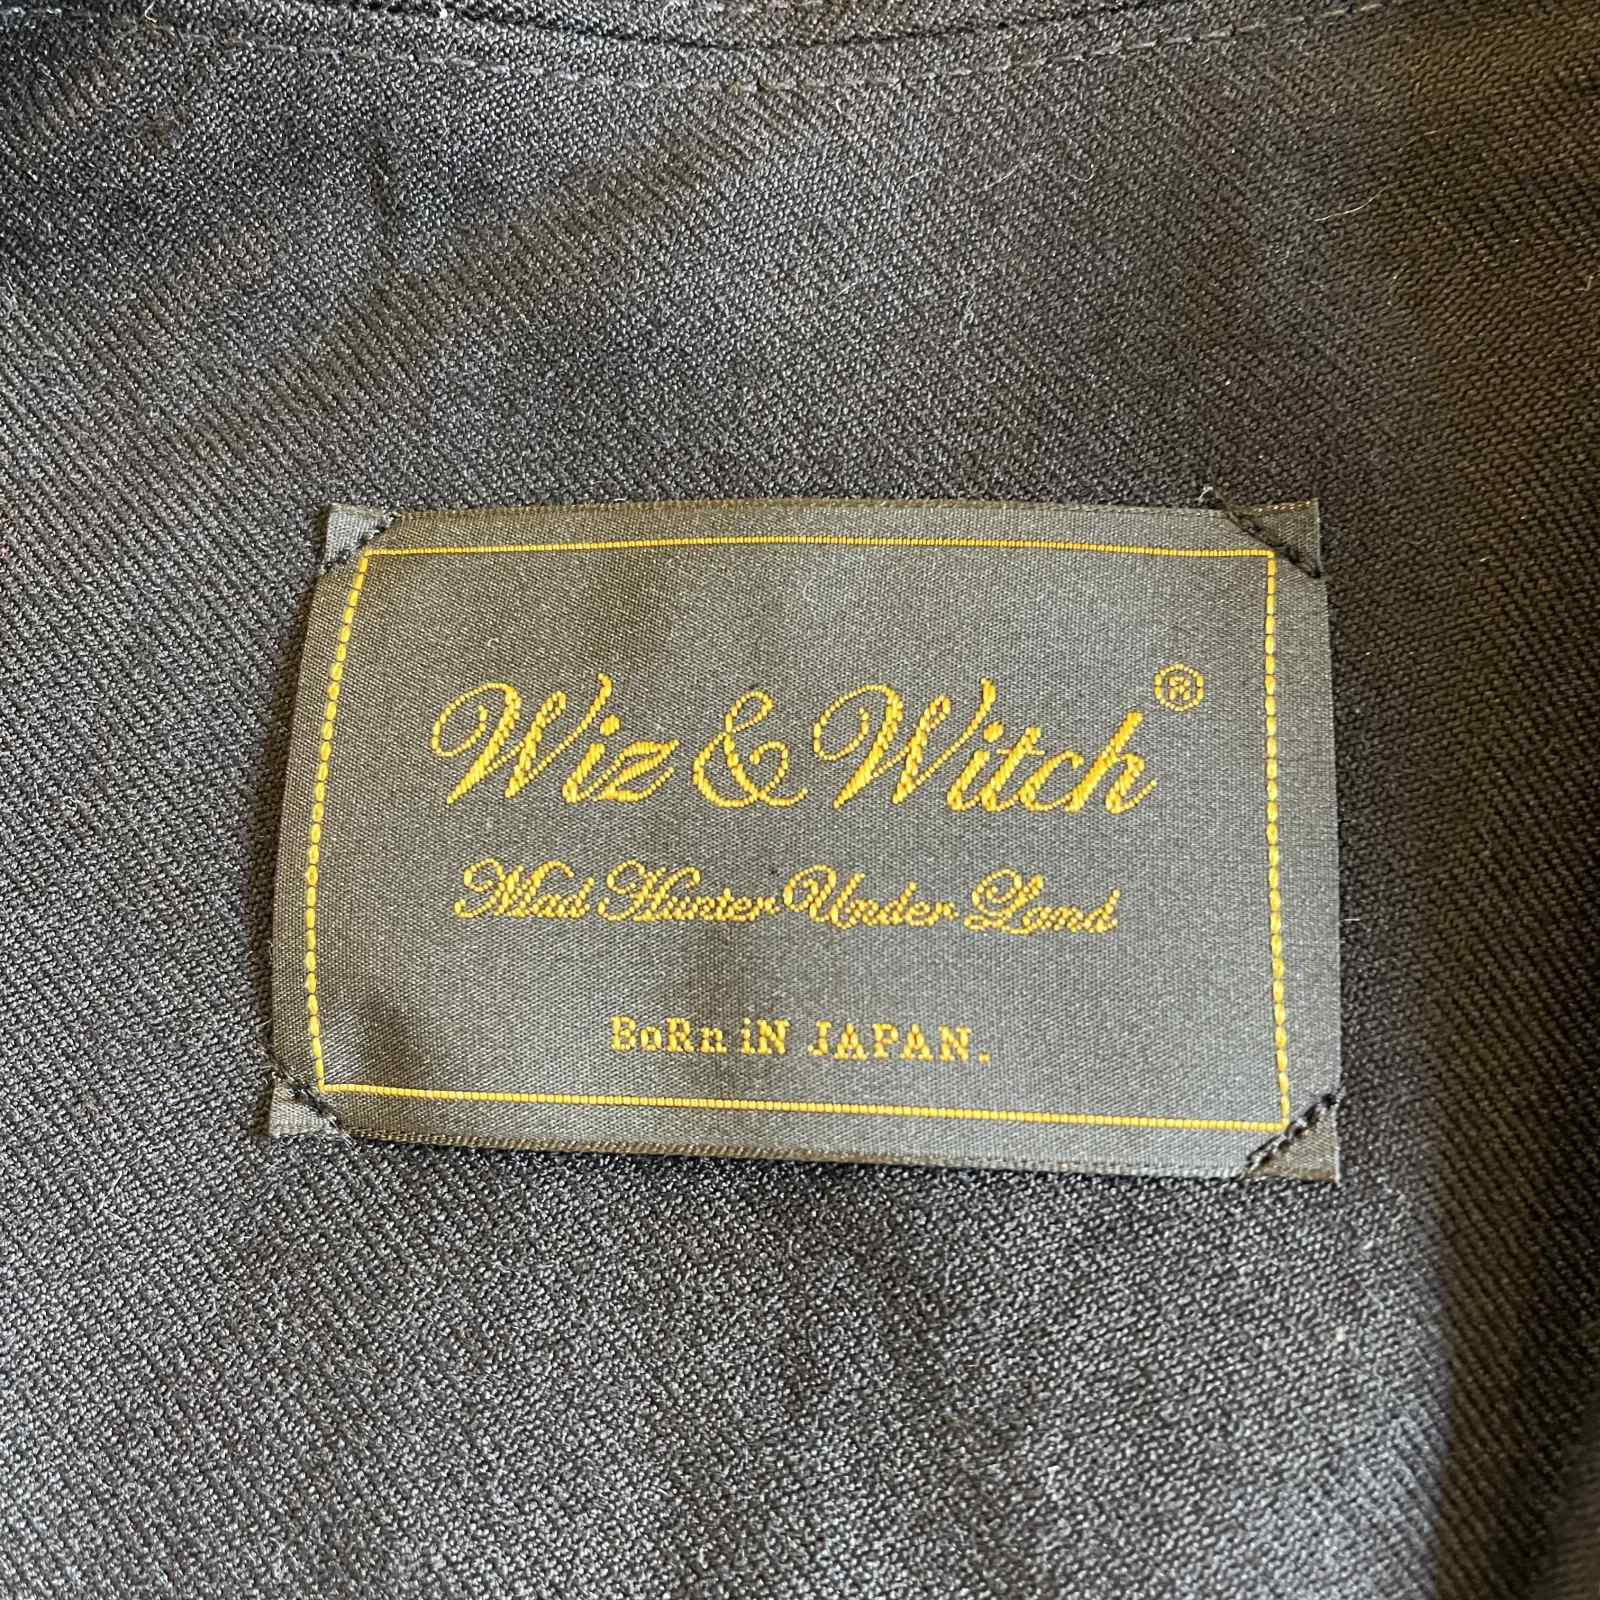 Wiz & Witch®
Mad Hunter Under Land
BoRn iN JAPAN.